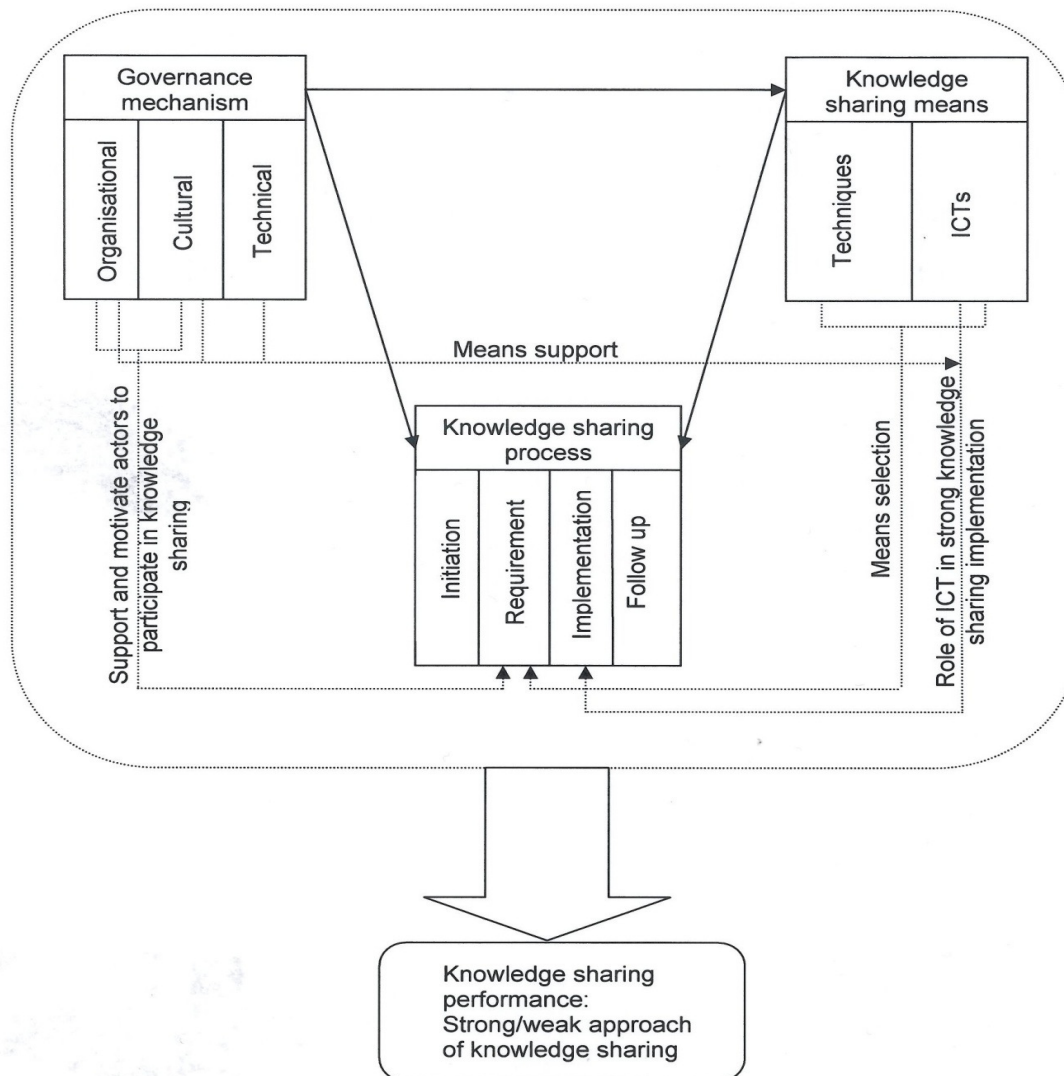 Governance
mechanism
Organisational
Cultural
Technical
Knowledge
sharing means
Techniques
ICTs
Means support
Support and motivate actors to
participate in knowledge
sharing
Knowledge sharing
process
Initiation
Requirement
Implementation
Follow up
Means selection
Role of ICT in strong knowledge
sharing implementation
Knowledge sharing
performance:
Strong/weak approach
of knowledge sharing